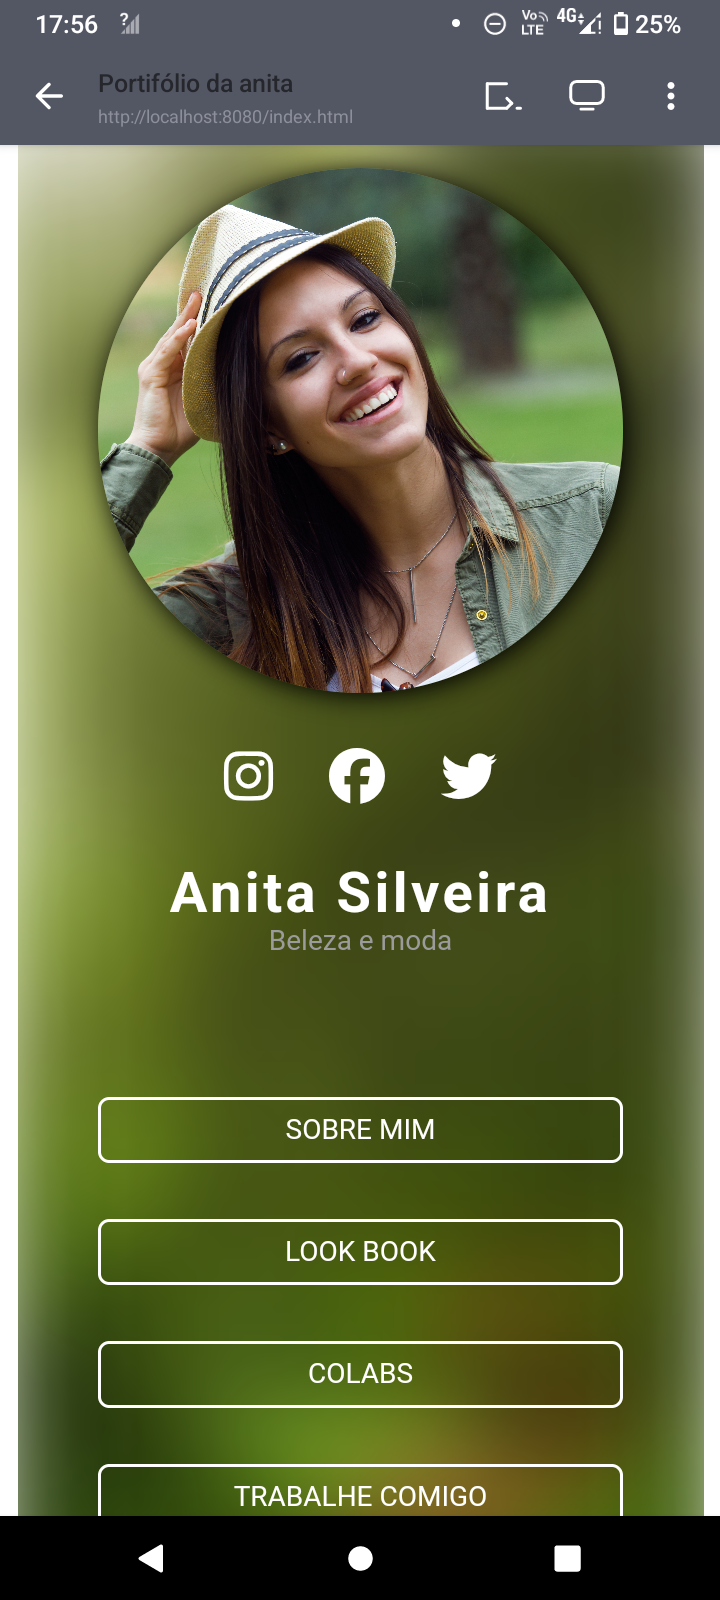 17:56
?
Vo LTE 4G 25%
Portifólio da anita
http://localhost:8080/index.html
Anita Silveira
Beleza e moda
SOBRE MIM
LOOK BOOK
COLABS
TRABALHE COMIGO